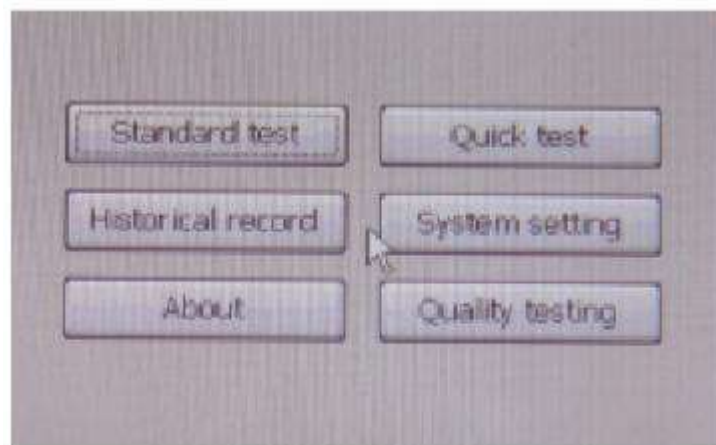 Standard test
Quick test
Historical record
System setting
About
Quality testing